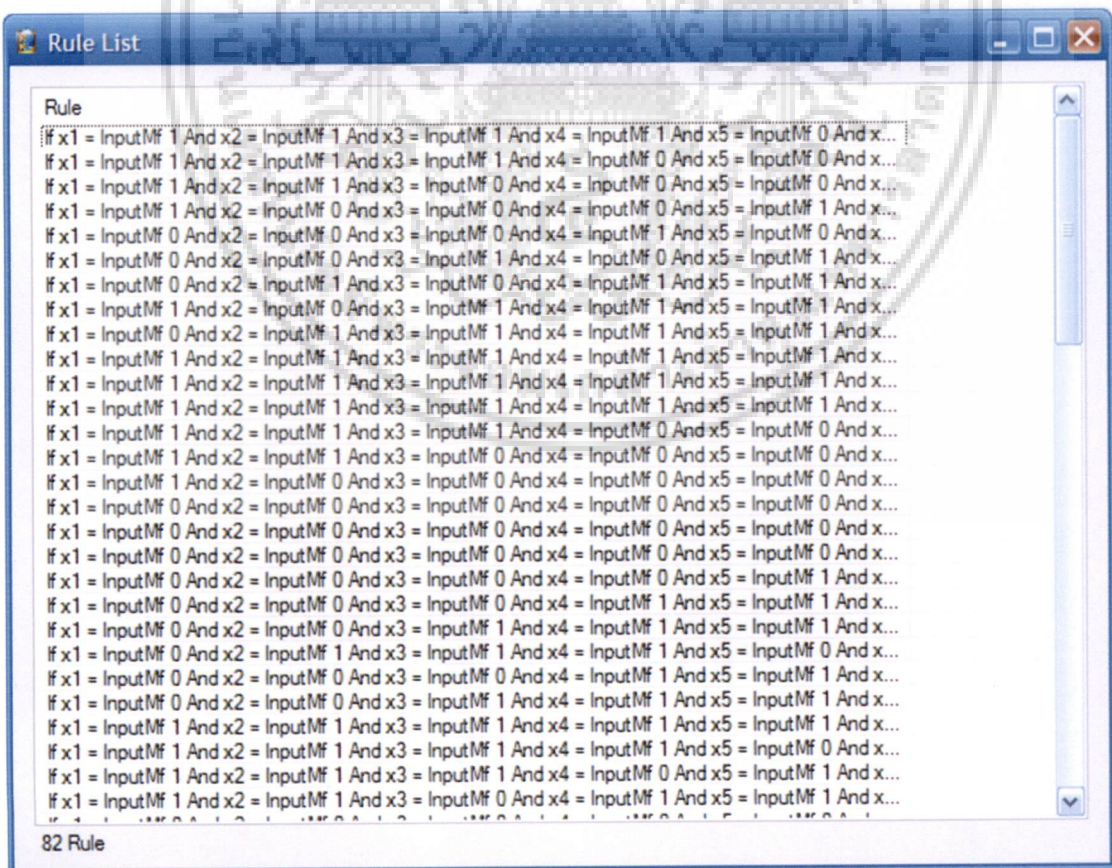 Rule List
Rule
If x1 = InputMf 1 And x2 = InputMf 1 And x3 = InputMf 1 And x4 = InputMf 1 And x5 = InputMf 0 And x...
If x1 = InputMf 1 And x2 = InputMf 1 And x3 = InputMf 1 And x4 = InputMf 0 And x5 = InputMf 0 And x...
If x1 = InputMf 1 And x2 = InputMf 1 And x3 = InputMf 0 And x4 = InputMf 0 And x5 = InputMf 0 And x...
If x1 = InputMf 1 And x2 = InputMf 0 And x3 = InputMf 0 And x4 = InputMf 0 And x5 = InputMf 1 And x...
If x1 = InputMf 0 And x2 = InputMf 0 And x3 = InputMf 0 And x4 = InputMf 1 And x5 = InputMf 0 And x...
If x1 = InputMf 0 And x2 = InputMf 0 And x3 = InputMf 1 And x4 = InputMf 0 And x5 = InputMf 1 And x...
If x1 = InputMf 0 And x2 = InputMf 1 And x3 = InputMf 0 And x4 = InputMf 1 And x5 = InputMf 1 And x...
If x1 = InputMf 1 And x2 = InputMf 0 And x3 = InputMf 1 And x4 = InputMf 1 And x5 = InputMf 1 And x...
If x1 = InputMf 0 And x2 = InputMf 1 And x3 = InputMf 1 And x4 = InputMf 1 And x5 = InputMf 1 And x...
If x1 = InputMf 1 And x2 = InputMf 1 And x3 = InputMf 1 And x4 = InputMf 1 And x5 = InputMf 1 And x...
If x1 = InputMf 1 And x2 = InputMf 1 And x3 = InputMf 1 And x4 = InputMf 1 And x5 = InputMf 1 And x...
If x1 = InputMf 1 And x2 = InputMf 1 And x3 = InputMf 1 And x4 = InputMf 1 And x5 = InputMf 0 And x...
If x1 = InputMf 1 And x2 = InputMf 1 And x3 = InputMf 1 And x4 = InputMf 0 And x5 = InputMf 0 And x...
If x1 = InputMf 1 And x2 = InputMf 1 And x3 = InputMf 0 And x4 = InputMf 0 And x5 = InputMf 0 And x...
If x1 = InputMf 1 And x2 = InputMf 0 And x3 = InputMf 0 And x4 = InputMf 0 And x5 = InputMf 0 And x...
If x1 = InputMf 0 And x2 = InputMf 0 And x3 = InputMf 0 And x4 = InputMf 0 And x5 = InputMf 0 And x...
If x1 = InputMf 0 And x2 = InputMf 0 And x3 = InputMf 0 And x4 = InputMf 0 And x5 = InputMf 0 And x...
If x1 = InputMf 0 And x2 = InputMf 0 And x3 = InputMf 0 And x4 = InputMf 0 And x5 = InputMf 0 And x...
If x1 = InputMf 0 And x2 = InputMf 0 And x3 = InputMf 0 And x4 = InputMf 0 And x5 = InputMf 1 And x...
If x1 = InputMf 0 And x2 = InputMf 0 And x3 = InputMf 0 And x4 = InputMf 1 And x5 = InputMf 1 And x...
If x1 = InputMf 0 And x2 = InputMf 0 And x3 = InputMf 1 And x4 = InputMf 1 And x5 = InputMf 1 And x...
If x1 = InputMf 0 And x2 = InputMf 1 And x3 = InputMf 1 And x4 = InputMf 1 And x5 = InputMf 0 And x...
If x1 = InputMf 0 And x2 = InputMf 0 And x3 = InputMf 0 And x4 = InputMf 1 And x5 = InputMf 1 And x...
If x1 = InputMf 0 And x2 = InputMf 0 And x3 = InputMf 1 And x4 = InputMf 1 And x5 = InputMf 1 And x...
If x1 = InputMf 1 And x2 = InputMf 1 And x3 = InputMf 1 And x4 = InputMf 1 And x5 = InputMf 1 And x...
If x1 = InputMf 1 And x2 = InputMf 1 And x3 = InputMf 1 And x4 = InputMf 1 And x5 = InputMf 0 And x...
If x1 = InputMf 1 And x2 = InputMf 1 And x3 = InputMf 1 And x4 = InputMf 0 And x5 = InputMf 1 And x...
If x1 = InputMf 1 And x2 = InputMf 1 And x3 = InputMf 0 And x4 = InputMf 1 And x5 = InputMf 1 And x...
82 Rule